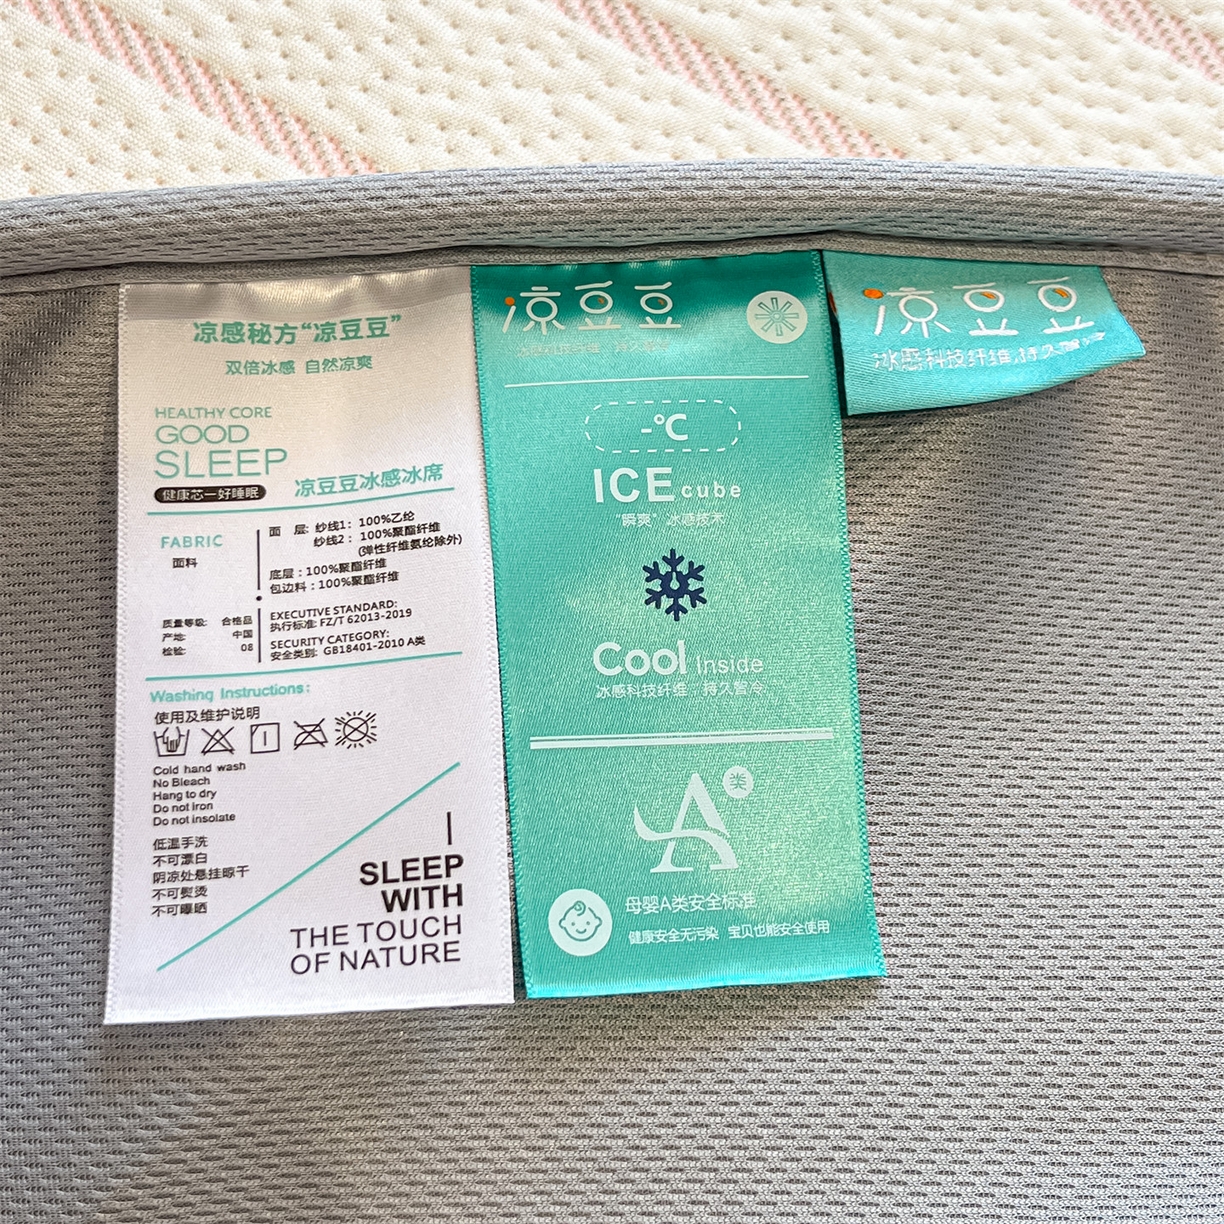 凉感秘方“凉豆豆”
双倍冰感 自然凉爽
HEALTHY CORE
GOOD
SLEEP
健康芯一好睡眠
凉豆豆冰感冰席
FABRIC
面料
面 层: 纱线1: 100%乙纶
纱线2: 100%聚酯纤维
(弹性纤维氨纶除外)
底层:100%聚酯纤维
包边料:100%聚酯纤维
质量等级: 合格品
产地: 中国
检验: 08
EXECUTIVE STANDARD:
执行标准: FZ/T 62013-2019
SECURITY CATEGORY:
安全类别: GB18401-2010 A类
Washing Instructions:
使用及维护说明
Cold hand wash
No Bleach
Hang to dry
Do not iron
Do not insolate
低温手洗
不可漂白
阴凉处悬挂晾干
不可熨烫
不可曝晒
SLEEP
WITH
THE TOUCH
OF NATURE
凉豆豆
-℃
ICE cube
瞬爽”冰感技术
Cool Inside
冰感科技纤维 持久智冷
A类
母婴A类安全标准
健康安全无污染 宝贝也能安全使用
凉豆豆
冰感科技纤维,持久